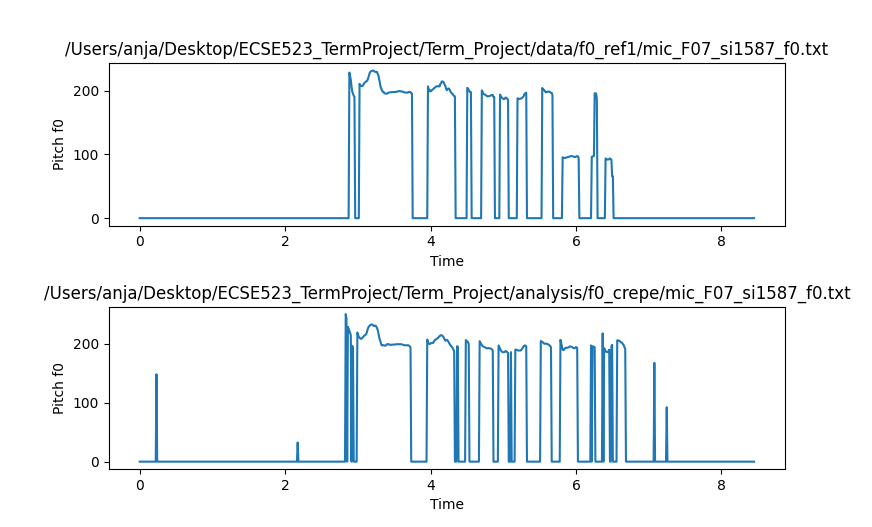 /Users/anja/Desktop/ECSE523_TermProject/Term_Project/data/f0_ref1/mic_F07_si1587_f0.txt
Pitch f0
200
100
0
0 2 4 6 8
Time
/Users/anja/Desktop/ECSE523_TermProject/Term_Project/analysis/f0_crepe/mic_F07_si1587_f0.txt
Pitch f0
200
100
0
0 2 4 6 8
Time